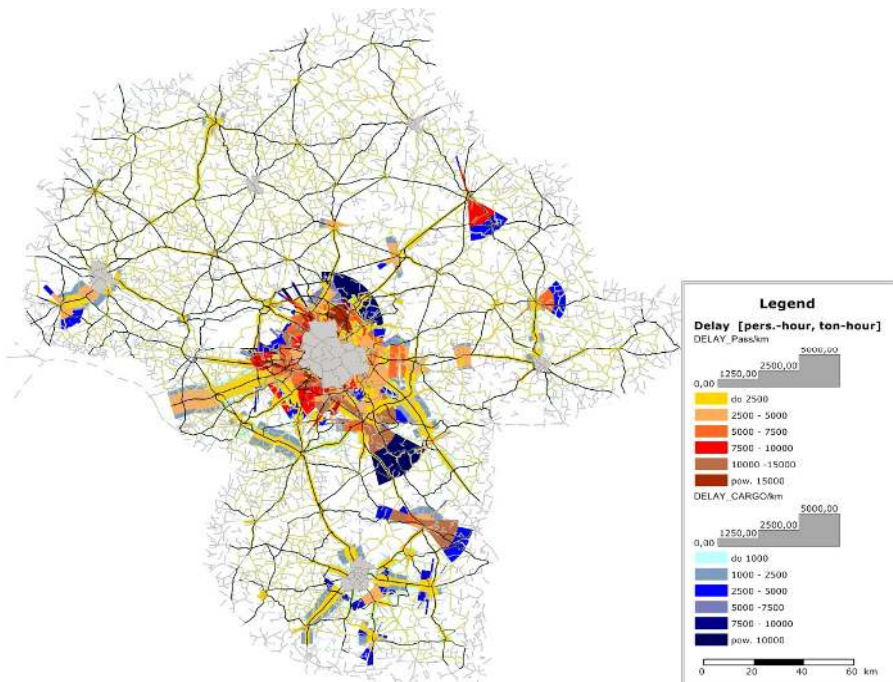 Legend
Delay [pers.-hour, ton-hour]
DELAY_Pass/km
5000,00
2500,00
1250,00
0,00
do 2500
2500 - 5000
5000 - 7500
7500 - 10000
10000 -15000
pow. 15000
DELAY_CARGO/km
5000,00
2500,00
1250,00
0,00
do 1000
1000 - 2500
2500 - 5000
5000 -7500
7500 - 10000
pow. 10000
0 20 40 60 km